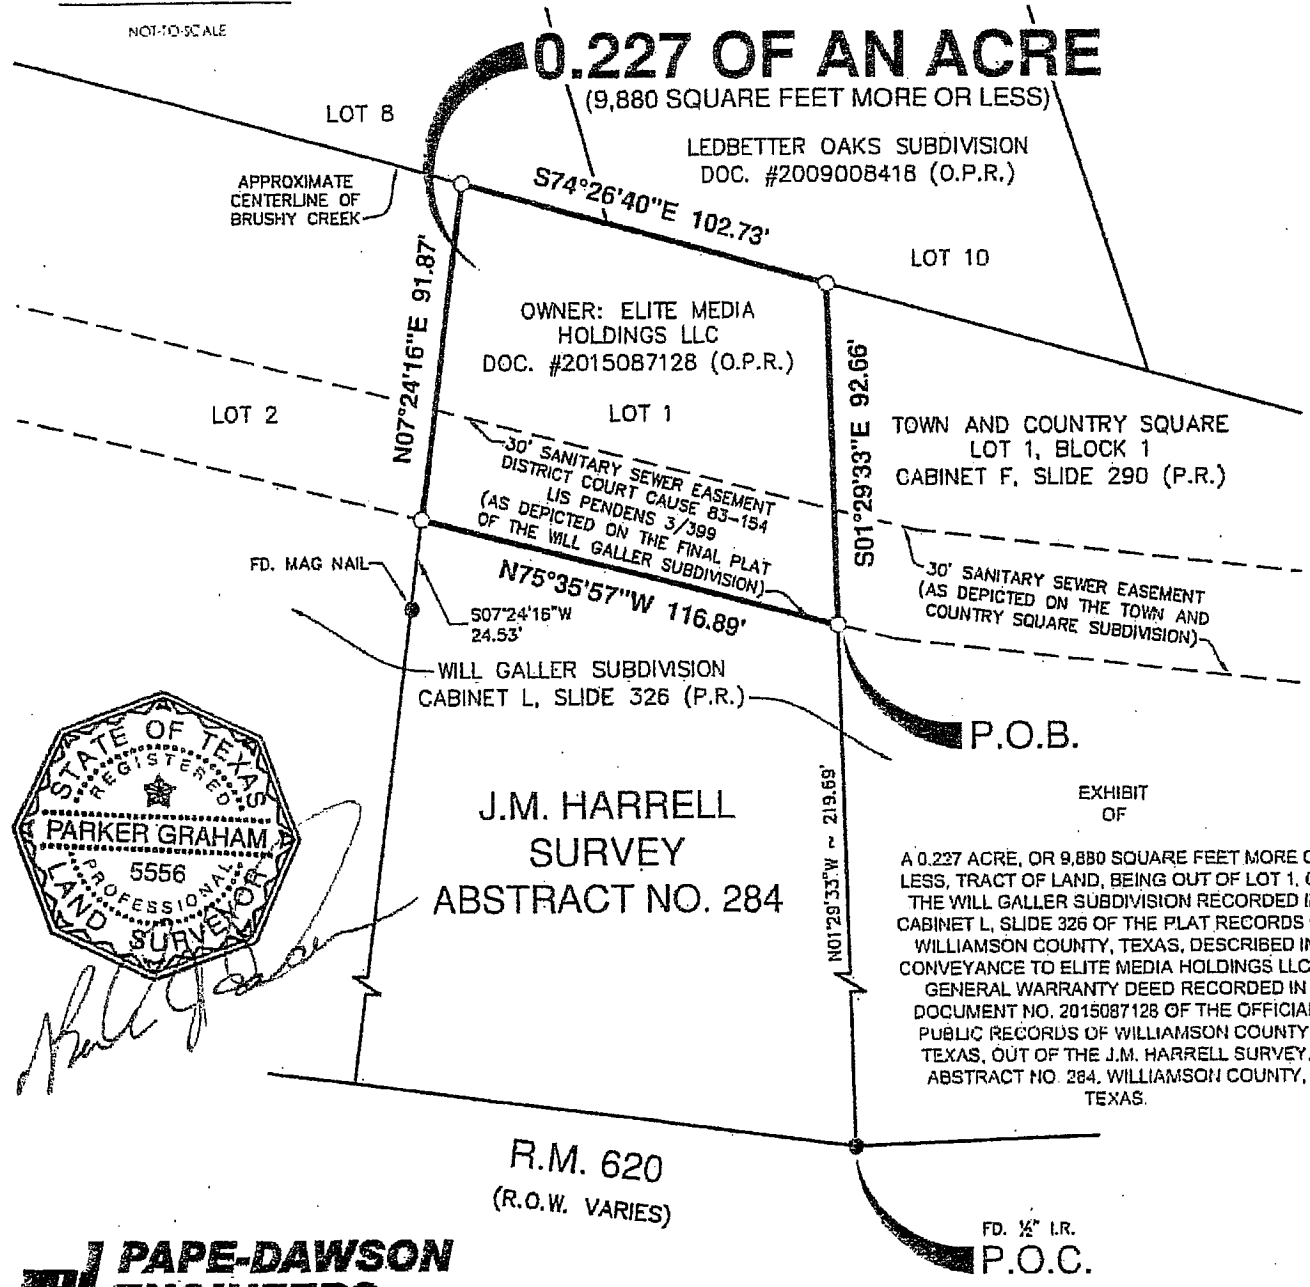 NOT-TO-SCALE
0.227 OF AN ACRE
(9,880 SQUARE FEET MORE OR LESS)
LOT 8
LEDBETTER OAKS SUBDIVISION
DOC. #2009008418 (O.P.R.)
APPROXIMATE
CENTERLINE OF
BRUSHY CREEK
S74°26'40"E 102.73'
LOT 10
N07°24'16"E 91.87'
OWNER: ELITE MEDIA
HOLDINGS LLC
DOC. #2015087128 (O.P.R.)
S01°29'33"E 92.66'
LOT 2
LOT 1
TOWN AND COUNTRY SQUARE
LOT 1, BLOCK 1
CABINET F, SLIDE 290 (P.R.)
30' SANITARY SEWER EASEMENT
DISTRICT COURT CAUSE 83-154
LIS PENDENS 3/399
(AS DEPICTED ON THE FINAL PLAT
OF THE WILL GALLER SUBDIVISION)
N75°35'57"W 116.89'
FD. MAG NAIL
S07°24'16"W
24.53'
30' SANITARY SEWER EASEMENT
(AS DEPICTED ON THE TOWN AND
COUNTRY SQUARE SUBDIVISION)
WILL GALLER SUBDIVISION
CABINET L, SLIDE 326 (P.R.)
P.O.B.
STATE OF TEXAS
REGISTERED
PARKER GRAHAM
5556
PROFESSIONAL
LAND SURVEYOR
J.M. HARRELL
SURVEY
ABSTRACT NO. 284
N01°29'33"W ~ 219.69'
EXHIBIT
OF
A 0.227 ACRE, OR 9,880 SQUARE FEET MORE
LESS, TRACT OF LAND, BEING OUT OF LOT 1,
THE WILL GALLER SUBDIVISION RECORDED
CABINET L, SLIDE 326 OF THE PLAT RECORDS
WILLIAMSON COUNTY, TEXAS, DESCRIBED IN
CONVEYANCE TO ELITE MEDIA HOLDINGS LLC
GENERAL WARRANTY DEED RECORDED IN
DOCUMENT NO. 2015087128 OF THE OFFICIAL
PUBLIC RECORDS OF WILLIAMSON COUNTY
TEXAS, OUT OF THE J.M. HARRELL SURVEY,
ABSTRACT NO. 284, WILLIAMSON COUNTY,
TEXAS.
R.M. 620
(R.O.W. VARIES)
FD. ½" I.R.
P.O.C.
PAPE-DAWSON
ENGINEERS